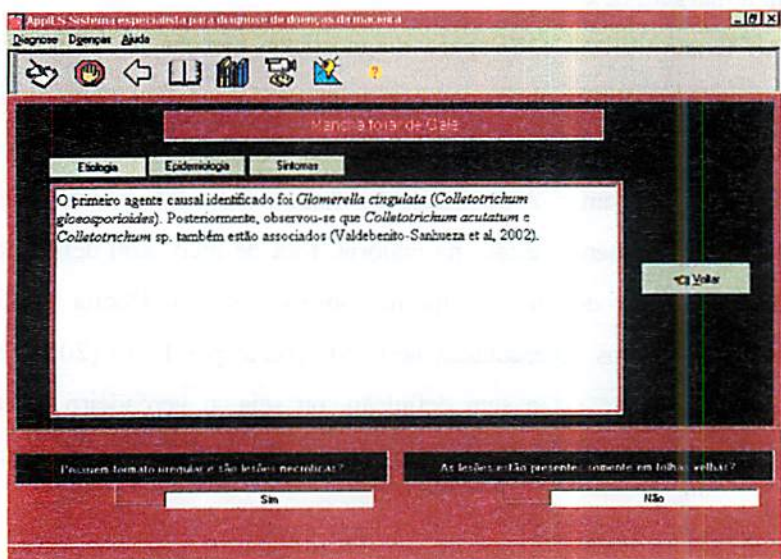 ApplES-Sistema especialista para diagnose de doenças da macieira
Diagnose Doenças Ajuda
Mancha foliar de Gala
Etiologia Epidemiologia Sintomas
O primeiro agente causal identificado foi Glomerella cingulata (Colletotrichum
gloeosporioides). Posteriormente, observou-se que Colletotrichum acutatum e
Colletotrichum sp. também estão associados (Valdebenito-Sanhueza et al, 2002).
Voltar
Possuem formato irregular e são lesões necróticas? As lesões estão presentes somente em folhas velhas?
Sim Não